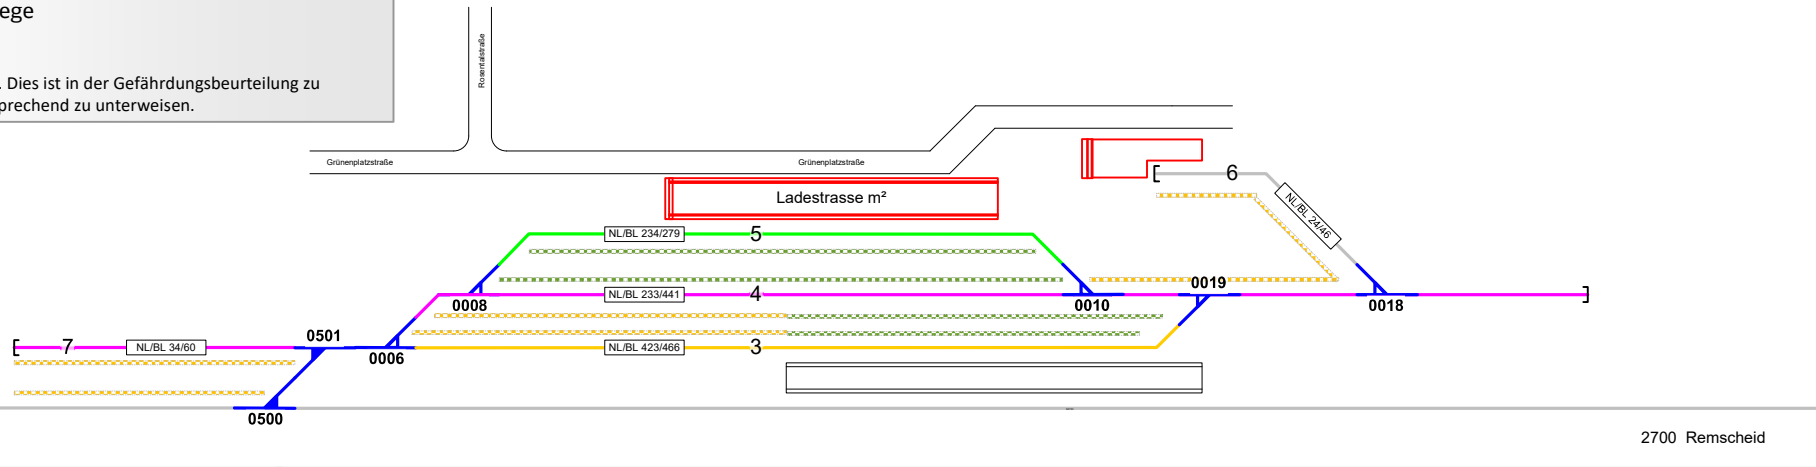 ege
. Dies ist in der Gefährdungsbeurteilung zu
prechend zu unterweisen.
Rosentalstraße
Grünenplatzstraße
Grünenplatzstraße
Ladestrasse m²
6
NL/BL 24/46
NL/BL 234/279
5
0019
NL/BL 233/441
4
0008
0010
0018
0501
7
NL/BL 34/60
0006
NL/BL 423/466
3
0500
2700 Remscheid